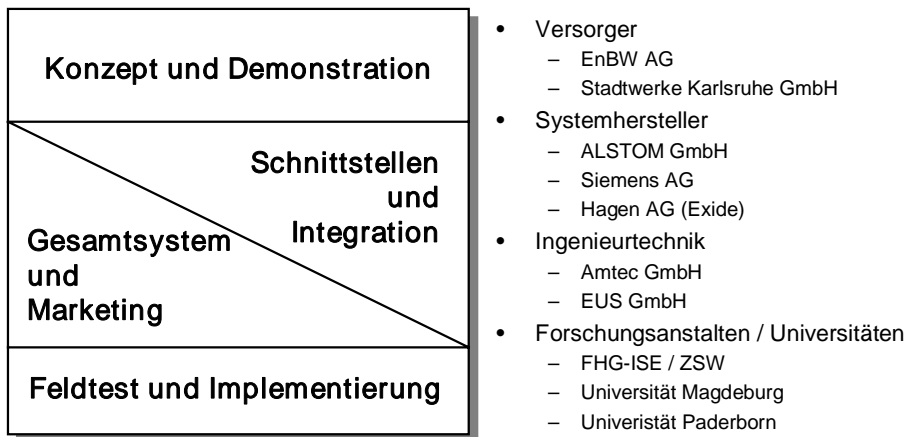 Konzept und Demonstration
Schnittstellen
und
Integration
Gesamtsystem
und
Marketing
Feldtest und Implementierung
• Versorger
– EnBW AG
– Stadtwerke Karlsruhe GmbH
• Systemhersteller
– ALSTOM GmbH
– Siemens AG
– Hagen AG (Exide)
• Ingenieurtechnik
– Amtec GmbH
– EUS GmbH
• Forschungsanstalten / Universitäten
– FHG-ISE / ZSW
– Universität Magdeburg
– Univeristät Paderborn